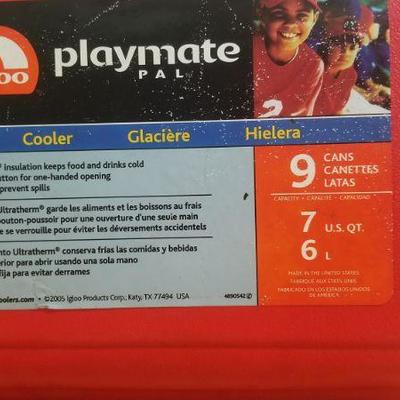 playmate
PAL
Cooler Glacière Hielera
insulation keeps food and drinks cold
for one-handed opening
prevent spills
Ultratherm® garde les aliments et les boissons au frais
bouton-poussoir pour une ouverture d'une seule main
se verrouille pour éviter les déversements accidentels
Ultratherm® conserva frías las comidas y bebidas
para abrir usando una sola mano
fija para evitar derrames
©2005 Igloo Products Corp., Katy, TX 77494 USA
9 CANS
CANETTES
LATAS
CAPACITY • CAPACITÉ • CAPACIDAD
7 U.S. QT.
6 L
MADE IN THE UNITED STATES
FABRIQUÉ AUX ÉTATS UNIS
FABRICADO EN LOS ESTADOS UNIDOS
DE AMERICA